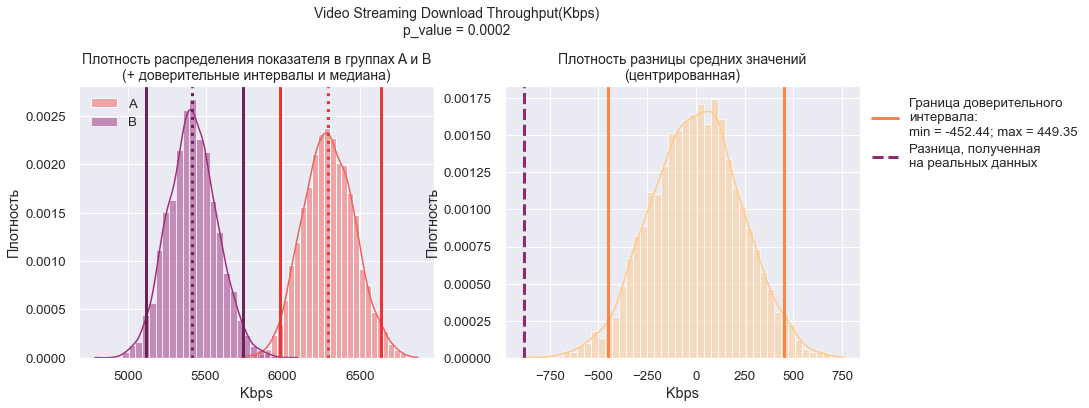 Video Streaming Download Throughput(Kbps)
p_value = 0.0002
Плотность распределения показателя в группах A и B
(+ доверительные интервалы и медиана)
A
B
Плотность
0.0025
0.0020
0.0015
0.0010
0.0005
0.0000
5000
5500
6000
6500
Kbps
Плотность разницы средних значений
(центрированная)
Плотность
0.00175
0.00150
0.00125
0.00100
0.00075
0.00050
0.00025
0.00000
−750
−500
−250
0
250
500
750
Kbps
Граница доверительного
интервала:
min = -452.44; max = 449.35
Разница, полученная
на реальных данных